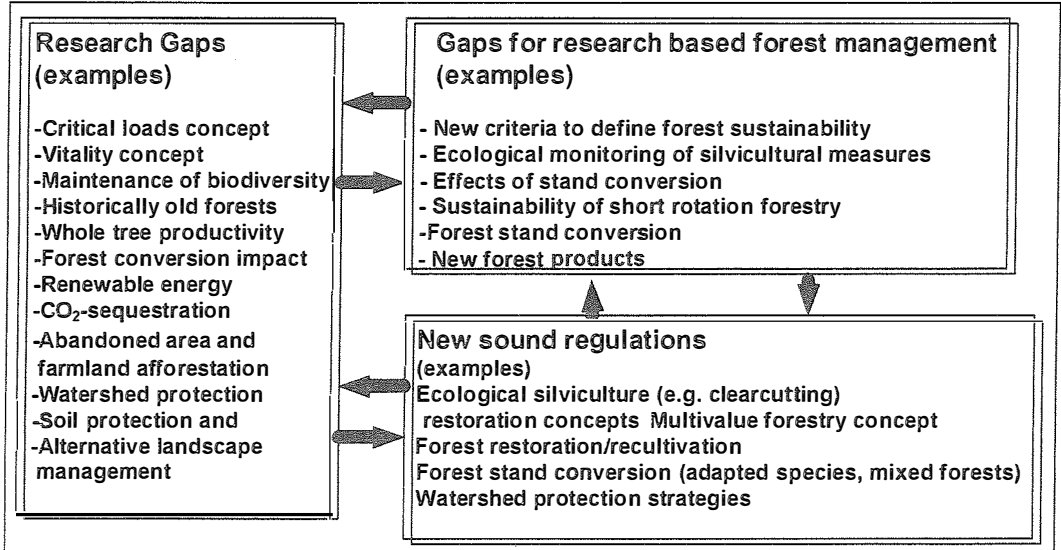 Research Gaps
(examples)
-Critical loads concept
-Vitality concept
-Maintenance of biodiversity
-Historically old forests
-Whole tree productivity
-Forest conversion impact
-Renewable energy
-CO₂-sequestration
-Abandoned area and
farmland afforestation
-Watershed protection
-Soil protection and
-Alternative landscape
management
Gaps for research based forest management
(examples)
- New criteria to define forest sustainability
- Ecological monitoring of silvicultural measures
- Effects of stand conversion
- Sustainability of short rotation forestry
-Forest stand conversion
- New forest products
New sound regulations
(examples)
Ecological silviculture (e.g. clearcutting)
restoration concepts Multivalue forestry concept
Forest restoration/recultivation
Forest stand conversion (adapted species, mixed forests)
Watershed protection strategies